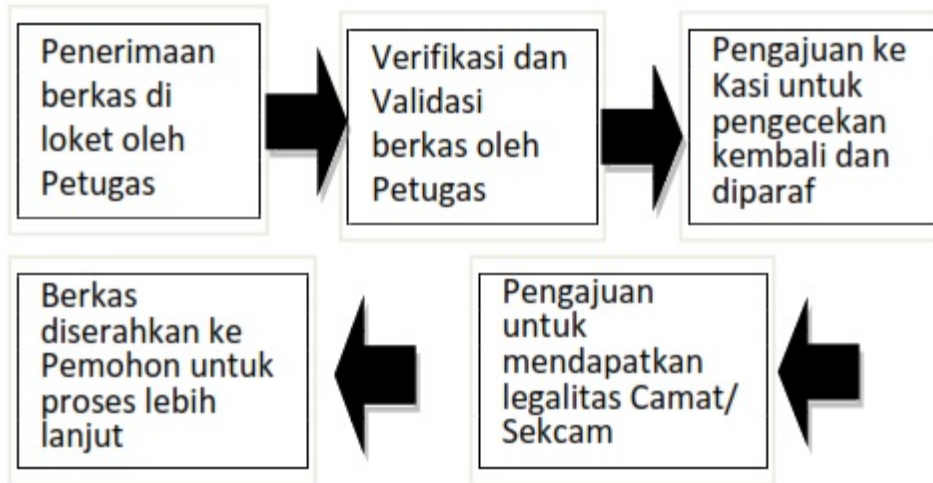 Penerimaan
berkas di
loket oleh
Petugas
Verifikasi dan
Validasi
berkas oleh
Petugas
Pengajuan ke
Kasi untuk
pengecekan
kembali dan
diparaf
Pengajuan
untuk
mendapatkan
legalitas Camat/
Sekcam
Berkas
diserahkan ke
Pemohon untuk
proses lebih
lanjut